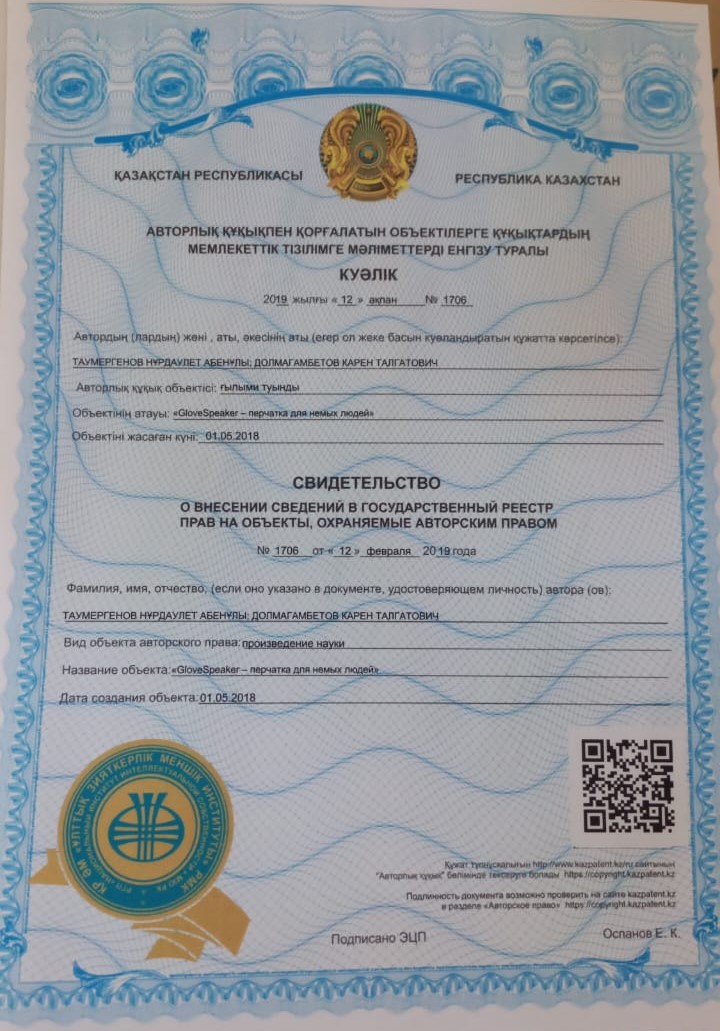 ҚАЗАҚСТАН РЕСПУБЛИКАСЫ
РЕСПУБЛИКА КАЗАХСТАН
АВТОРЛЫҚ ҚҰҚЫҚПЕН ҚОРҒАЛАТЫН ОБЪЕКТІЛЕРГЕ ҚҰҚЫҚТАРДЫҢ
МЕМЛЕКЕТТІК ТІЗІЛІМГЕ МӘЛІМЕТТЕРДІ ЕНГІЗУ ТУРАЛЫ
КУӘЛІК
2019 жылғы « 12 » ақпан № 1706
Автордың (лардың) жөні , аты, әкесінің аты (егер ол жеке басын куәландыратын құжатта көрсетілсе):
ТАУМЕРГЕНОВ НҰРДАУЛЕТ АБЕНҰЛЫ; ДОЛМАГАМБЕТОВ КАРЕН ТАЛГАТОВИЧ
Авторлық құқық объектісі: ғылыми туынды
Объектінің атауы: «GloveSpeaker – перчатка для немых людей»
Объектіні жасаған күні: 01.05.2018
СВИДЕТЕЛЬСТВО
О ВНЕСЕНИИ СВЕДЕНИЙ В ГОСУДАРСТВЕННЫЙ РЕЕСТР
ПРАВ НА ОБЪЕКТЫ, ОХРАНЯЕМЫЕ АВТОРСКИМ ПРАВОМ
№ 1706 от « 12 » февраля 2019 года
Фамилия, имя, отчество, (если оно указано в документе, удостоверяющем личность) автора (ов):
ТАУМЕРГЕНОВ НҰРДАУЛЕТ АБЕНҰЛЫ; ДОЛМАГАМБЕТОВ КАРЕН ТАЛГАТОВИЧ
Вид объекта авторского права: произведение науки
Название объекта: «GloveSpeaker – перчатка для немых людей»
Дата создания объекта: 01.05.2018
ҚР ӘМ «ҰЛТТЫҚ ЗИЯТКЕРЛІК МЕНШІК ИНСТИТУТЫ» РМК
РГП «НАЦИОНАЛЬНЫЙ ИНСТИТУТ ИНТЕЛЛЕКТУАЛЬНОЙ СОБСТВЕННОСТИ» МЮ РК
Құжат түпнұсқалығын http://www.kazpatent.kz/ru сайтының
"Авторлық құқық" бөлімінде тексеруге болады https://copyright.kazpatent.kz
Подлинность документа возможно проверить на сайте kazpatent.kz
в разделе «Авторское право» https://copyright.kazpatent.kz
Подписано ЭЦП
Оспанов Е. К.